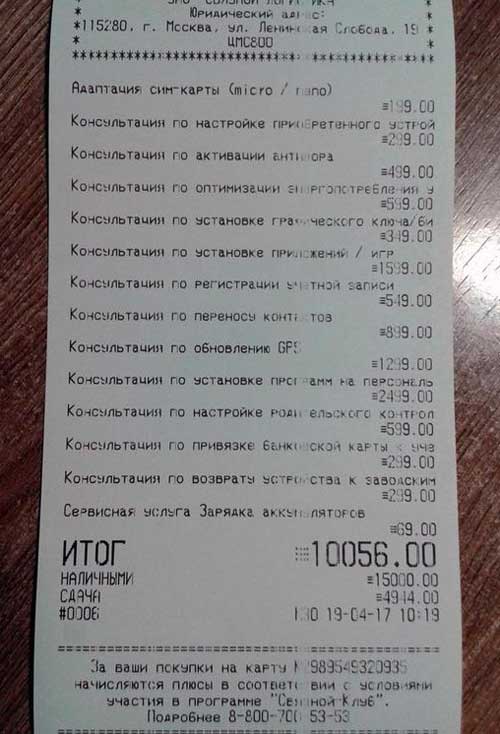 Юридический адрес:
*115280, г. Москва, ул. Ленинская Слобода, 19 *
* ЦМС800 *
************************************
Адаптация сим-карты (micro / nano)
≡199.00
Консультация по настройке приобретенного устрой
≡299.00
Консультация по активации антивора
≡499.00
Консультация по оптимизации энергопотребления у
≡599.00
Консультация по установке графического ключа/би
≡349.00
Консультация по установке приложений / игр
≡1599.00
Консультация по регистрации учетной записи
≡549.00
Консультация по переносу контактов
≡899.00
Консультация по обновлению GPS
≡1299.00
Консультация по установке программ на персональ
≡2499.00
Консультация по настройке родительского контрол
≡599.00
Консультация по привязке банковской карты к уче
≡299.00
Консультация по возврату устройства к заводским
≡299.00
Сервисная услуга Зарядка аккумуляторов
≡69.00
ИТОГ ≡10056.00
НАЛИЧНЫМИ ≡15000.00
СДАЧА ≡4944.00
#0006 19-04-17 10:19
За ваши покупки на карту №2989549320935
начисляются плюсы в соответствии с условиями
участия в программе "Связной-Клуб".
Подробнее 8-800-700-53-53